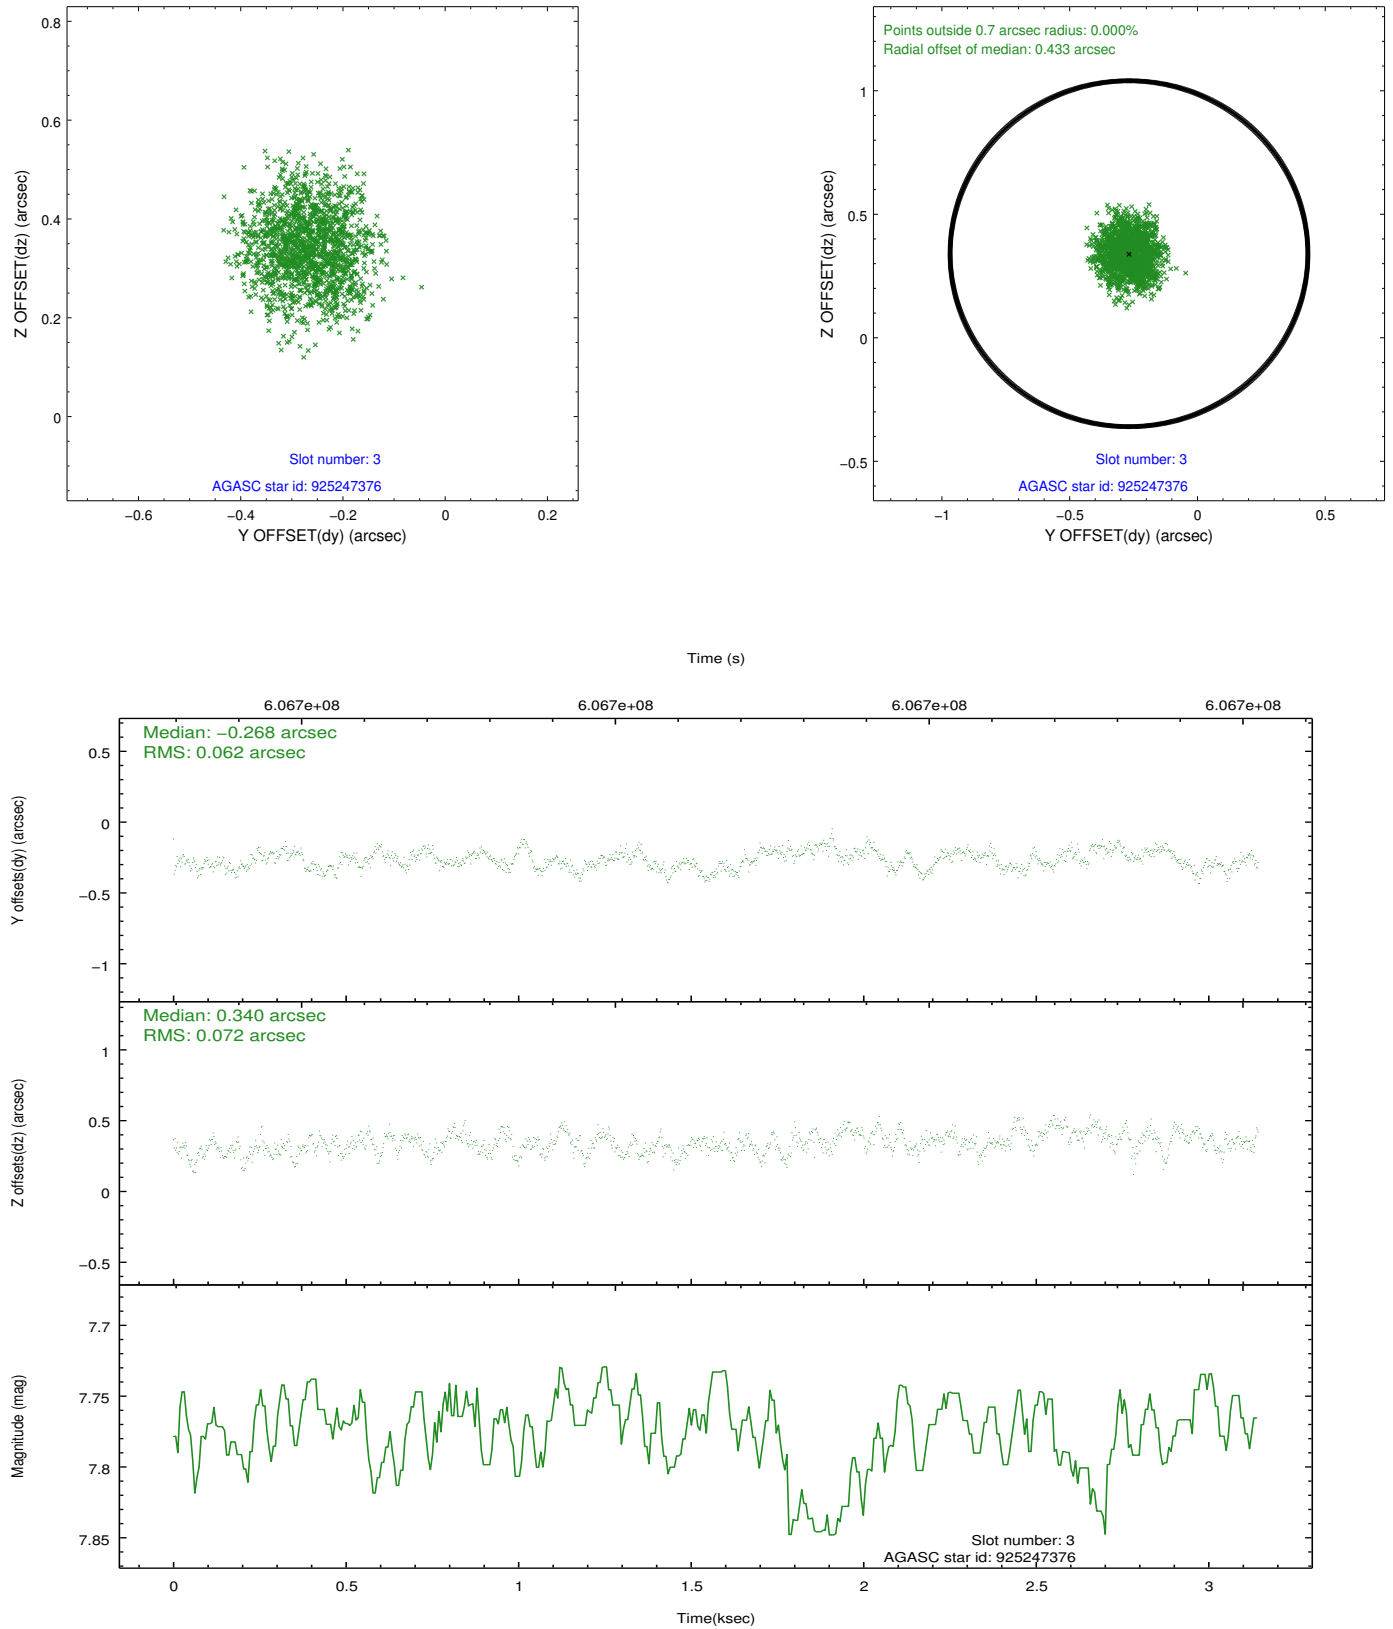 0.8
0.6
0.4
0.2
0
Z OFFSET(dz) (arcsec)
Slot number: 3
AGASC star id: 925247376
−0.6 −0.4 −0.2 0 0.2
Y OFFSET(dy) (arcsec)
Points outside 0.7 arcsec radius: 0.000%
Radial offset of median: 0.433 arcsec
1
0.5
0
−0.5
Z OFFSET(dz) (arcsec)
Slot number: 3
AGASC star id: 925247376
−1 −0.5 0 0.5
Y OFFSET(dy) (arcsec)
Time (s)
6.067e+08 6.067e+08 6.067e+08 6.067e+08
Median: −0.268 arcsec
RMS: 0.062 arcsec
0.5
0
−0.5
−1
Y offsets(dy) (arcsec)
Median: 0.340 arcsec
RMS: 0.072 arcsec
1
0.5
0
−0.5
Z offsets(dz) (arcsec)
7.7
7.75
7.8
7.85
Magnitude (mag)
Slot number: 3
AGASC star id: 925247376
0 0.5 1 1.5 2 2.5 3
Time(ksec)